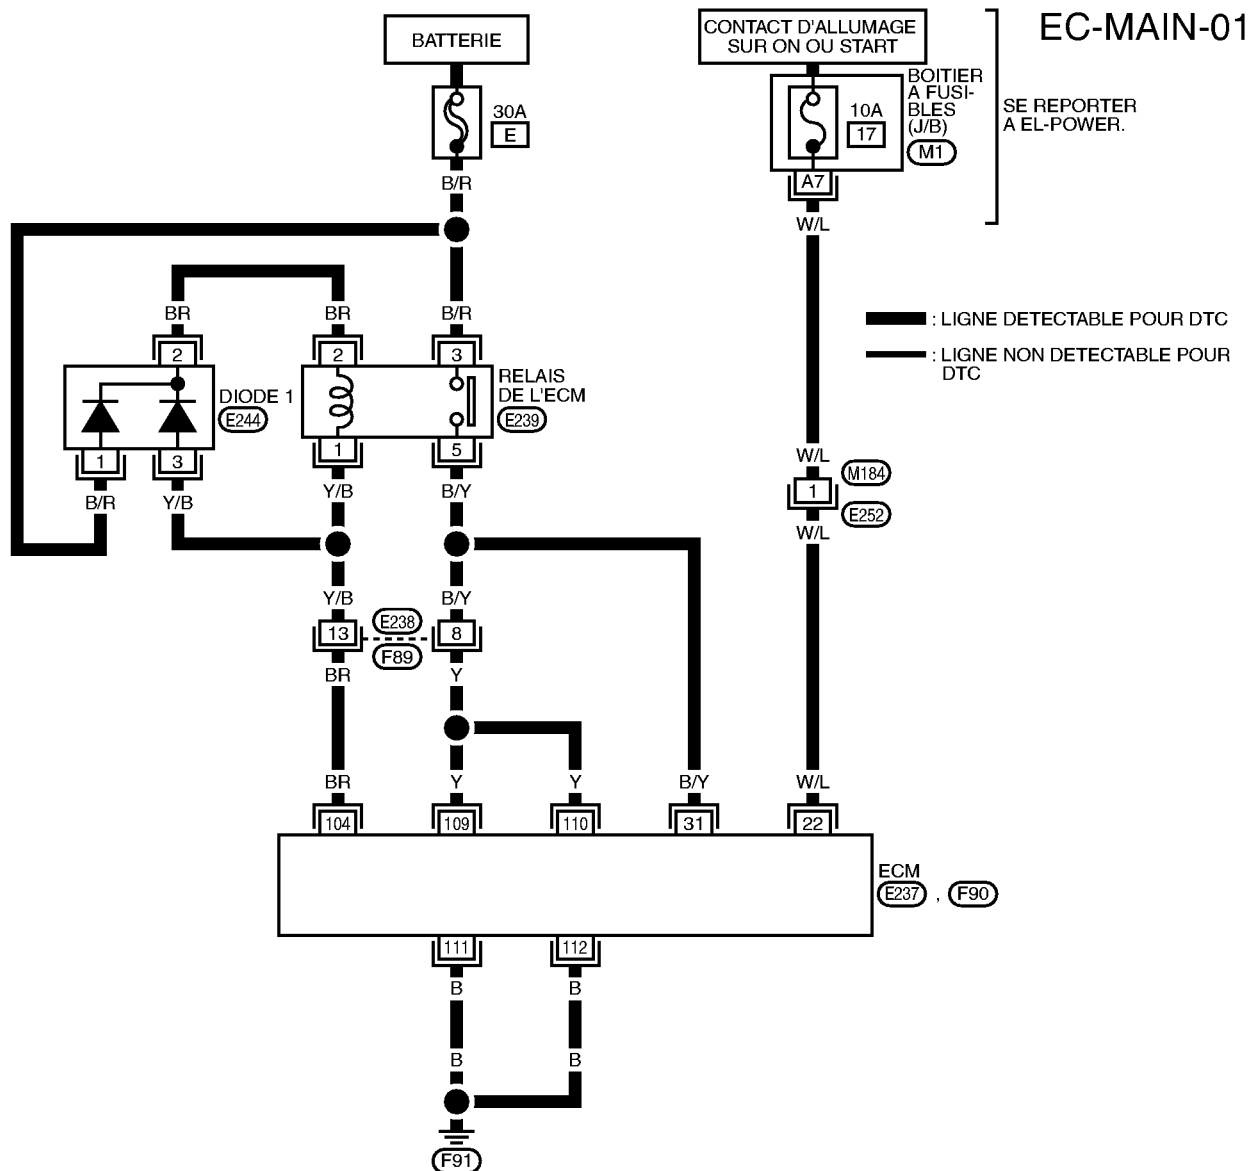 EC-MAIN-01
BATTERIE
CONTACT D'ALLUMAGE
SUR ON OU START
30A
E
10A
17
BOITIER
A FUSI-
BLES
(J/B)
M1
SE REPORTER
A EL-POWER.
A7
B/R
W/L
BR
BR
B/R
: LIGNE DETECTABLE POUR DTC
: LIGNE NON DETECTABLE POUR
DTC
2
2
3
DIODE 1
E244
RELAIS
DE L'ECM
E239
1
3
1
5
B/R
Y/B
Y/B
B/Y
W/L
1
M184
E252
W/L
Y/B
B/Y
13
E238
F89
8
BR
Y
BR
Y
Y
B/Y
W/L
104
109
110
31
22
ECM
E237
,
F90
111
112
B
B
B
B
F91